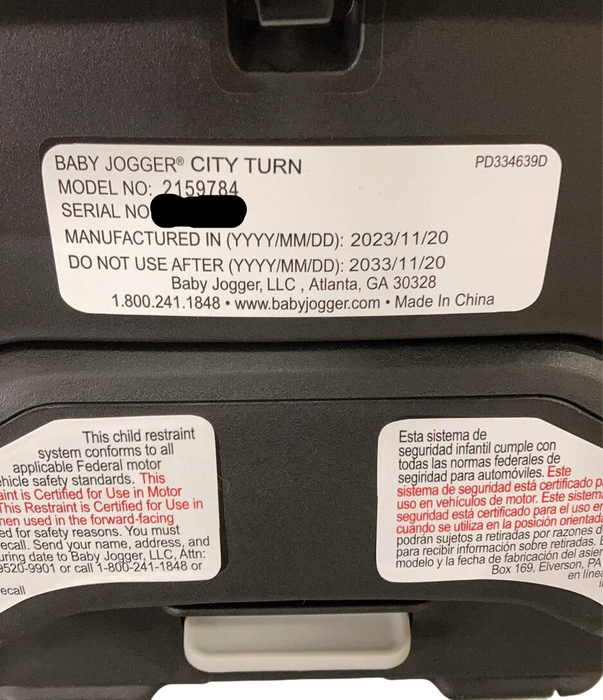 BABY JOGGER® CITY TURN PD334639D
MODEL NO: 2159784
SERIAL NO
MANUFACTURED IN (YYYY/MM/DD): 2023/11/20
DO NOT USE AFTER (YYYY/MM/DD): 2033/11/20
Baby Jogger, LLC , Atlanta, GA 30328
1.800.241.1848 • www.babyjogger.com • Made In China
This child restraint
system conforms to all
applicable Federal motor
ehicle safety standards. This
aint is Certified for Use in Motor
This Restraint is Certified for Use in
hen used in the forward-facing
ed for safety reasons. You must
ecall. Send your name, address, and
uring date to Baby Jogger, LLC, Attn:
9520-9901 or call 1-800-241-1848 or
ecall
Esta sistema de
seguridad infantil cumple con
todas las normas federales de
segiridad para automóviles. Este
sistema de seguridad está certificado p
uso en vehículos de motor. Este sistema
seguridad está certificado para el uso en
cuando se utiliza en la posición orientada
podrán sujetos a retiradas por razones d
para recibir información sobre retiradas. E
modelo y la fecha de fabricación del asien
Box 169, Elverson, PA
en línea